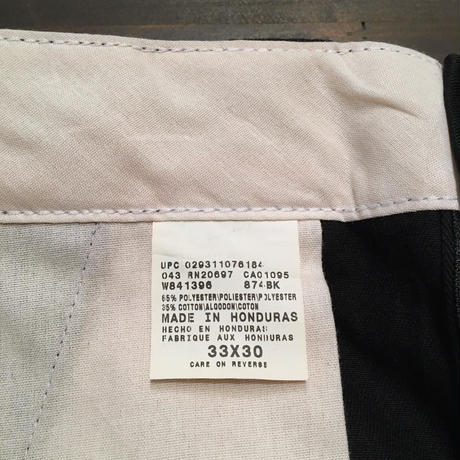 UPC 029311076184
043 RN20697 CA01095
W841396 874BK
65% POLYESTER\POLIESTER\POLYESTER
35% COTTON\ALGODON\COTON
MADE IN HONDURAS
HECHO EN HONDURAS
FABRIQUE AUX HONHURAS
33X30
CARE ON REVERSE